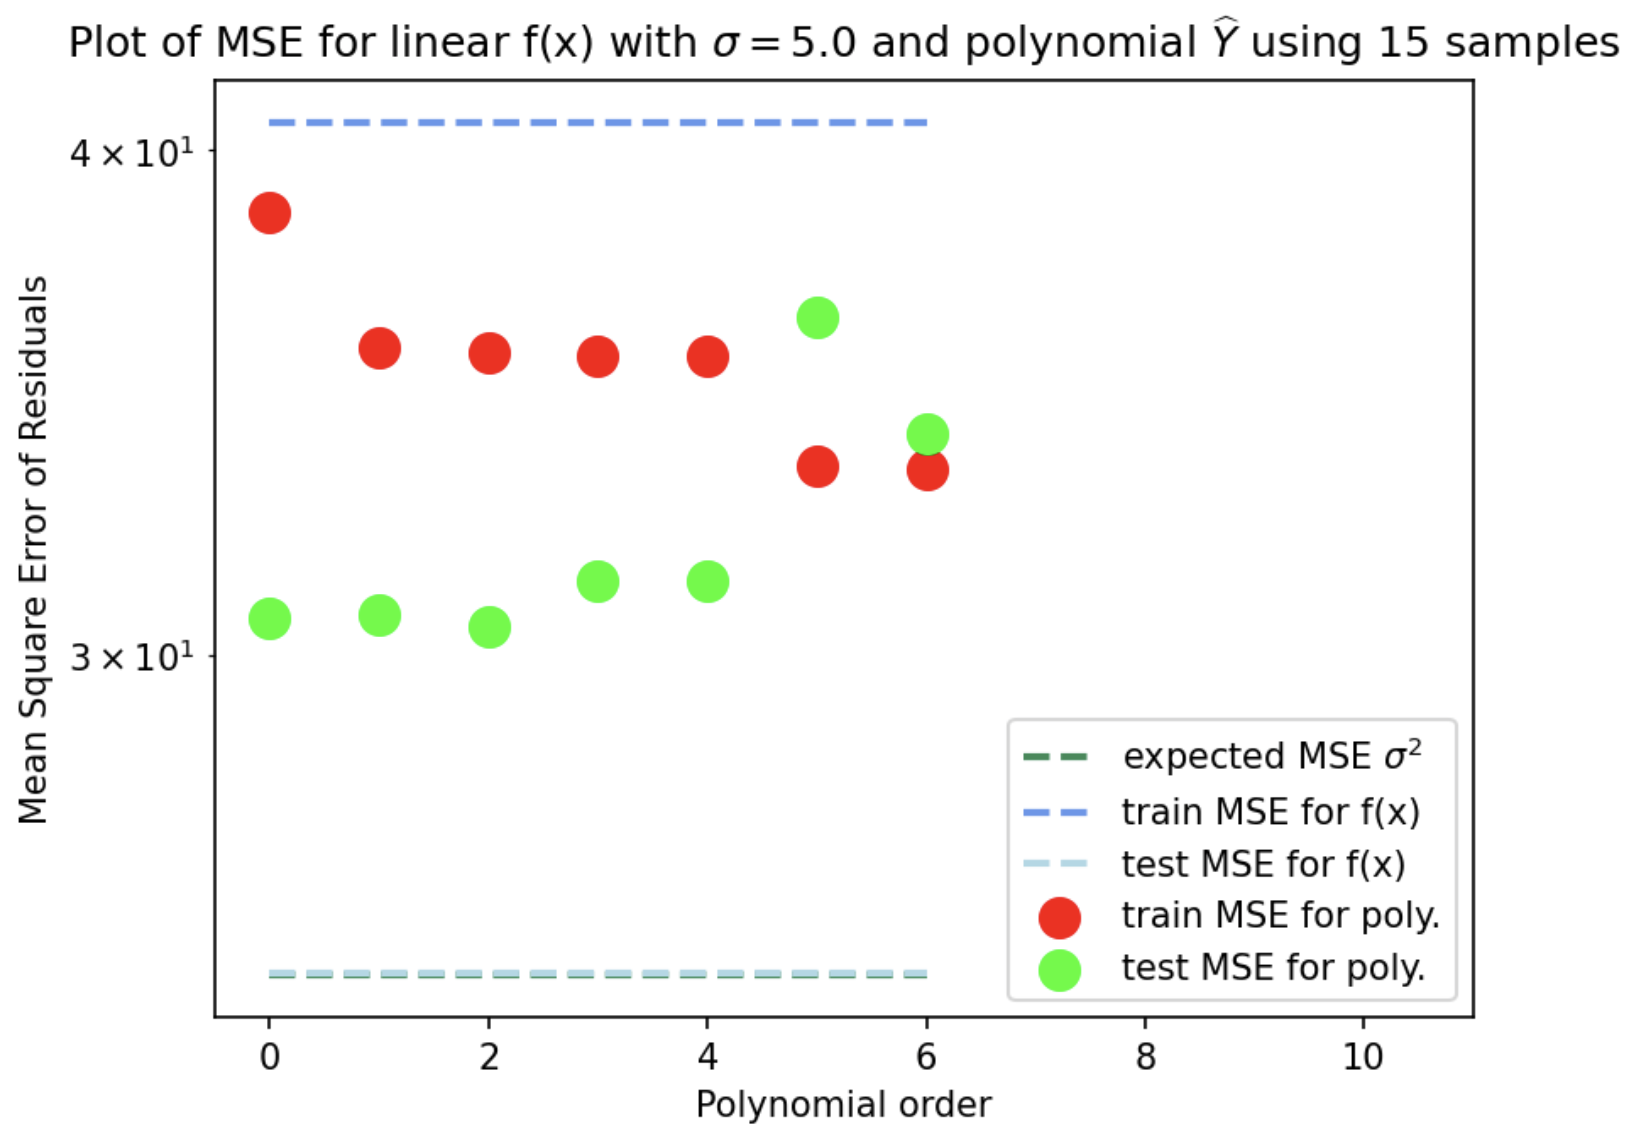 Plot of MSE for linear f(x) with σ = 5.0 and polynomial Ŷ using 15 samples
4 × 10¹
3 × 10¹
Mean Square Error of Residuals
expected MSE σ²
train MSE for f(x)
test MSE for f(x)
train MSE for poly.
test MSE for poly.
0 2 4 6 8 10
Polynomial order